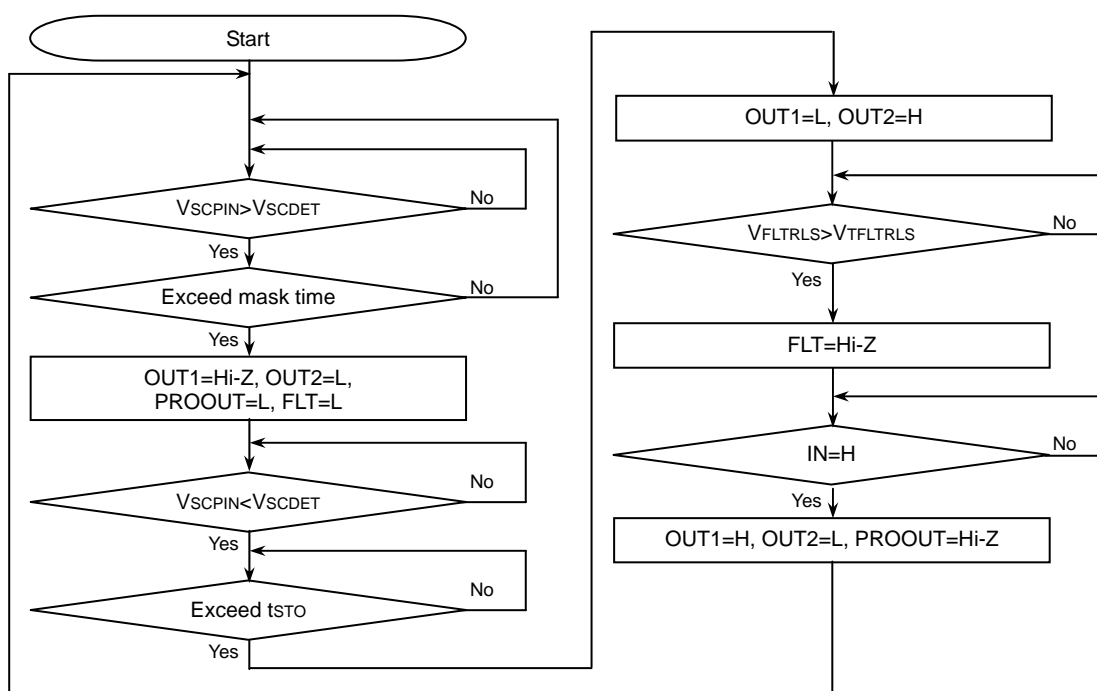 Start
VSCPIN>VSCDET
No
Yes
Exceed mask time
No
Yes
OUT1=Hi-Z, OUT2=L,
PROOUT=L, FLT=L
VSCPIN<VSCDET
No
Yes
Exceed tSTO
No
Yes
OUT1=L, OUT2=H
VFLTRLS>VTFLTRLS
No
Yes
FLT=Hi-Z
IN=H
No
Yes
OUT1=H, OUT2=L, PROOUT=Hi-Z